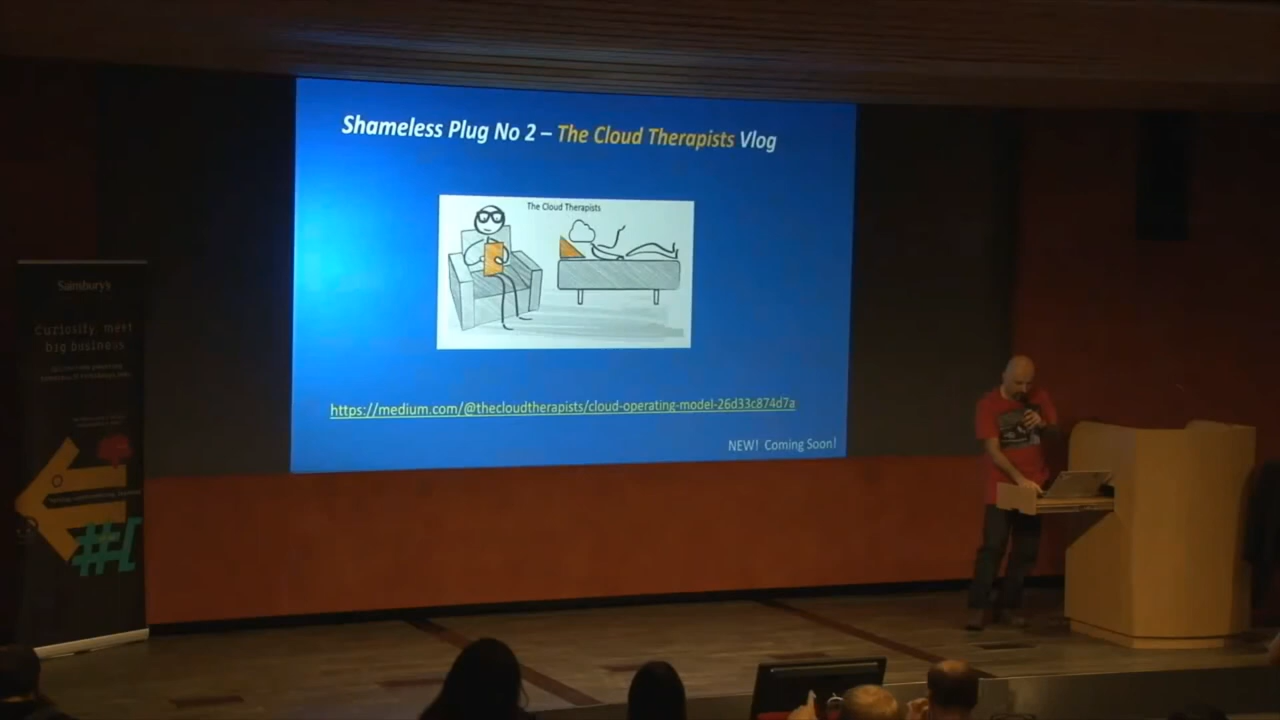 Shameless Plug No 2 – The Cloud Therapists Vlog
The Cloud Therapists
https://medium.com/@thecloudtherapists/cloud-operating-model-26d33c874d7a
NEW! Coming Soon!
Sainsbury's
Curiosity, meet
big business
#[